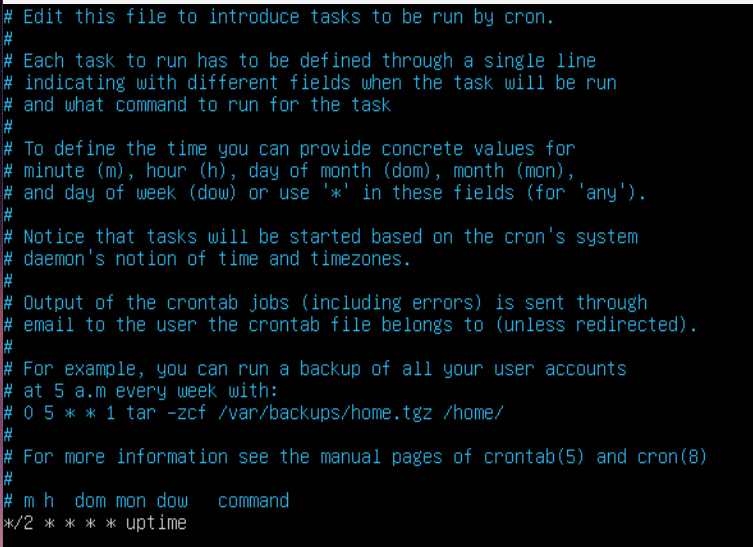 # Edit this file to introduce tasks to be run by cron.
#
# Each task to run has to be defined through a single line
# indicating with different fields when the task will be run
# and what command to run for the task
#
# To define the time you can provide concrete values for
# minute (m), hour (h), day of month (dom), month (mon),
# and day of week (dow) or use '*' in these fields (for 'any').
#
# Notice that tasks will be started based on the cron's system
# daemon's notion of time and timezones.
#
# Output of the crontab jobs (including errors) is sent through
# email to the user the crontab file belongs to (unless redirected).
#
# For example, you can run a backup of all your user accounts
# at 5 a.m every week with:
# 0 5 * * 1 tar -zcf /var/backups/home.tgz /home/
#
# For more information see the manual pages of crontab(5) and cron(8)
#
# m h  dom mon dow   command
*/2 * * * * uptime